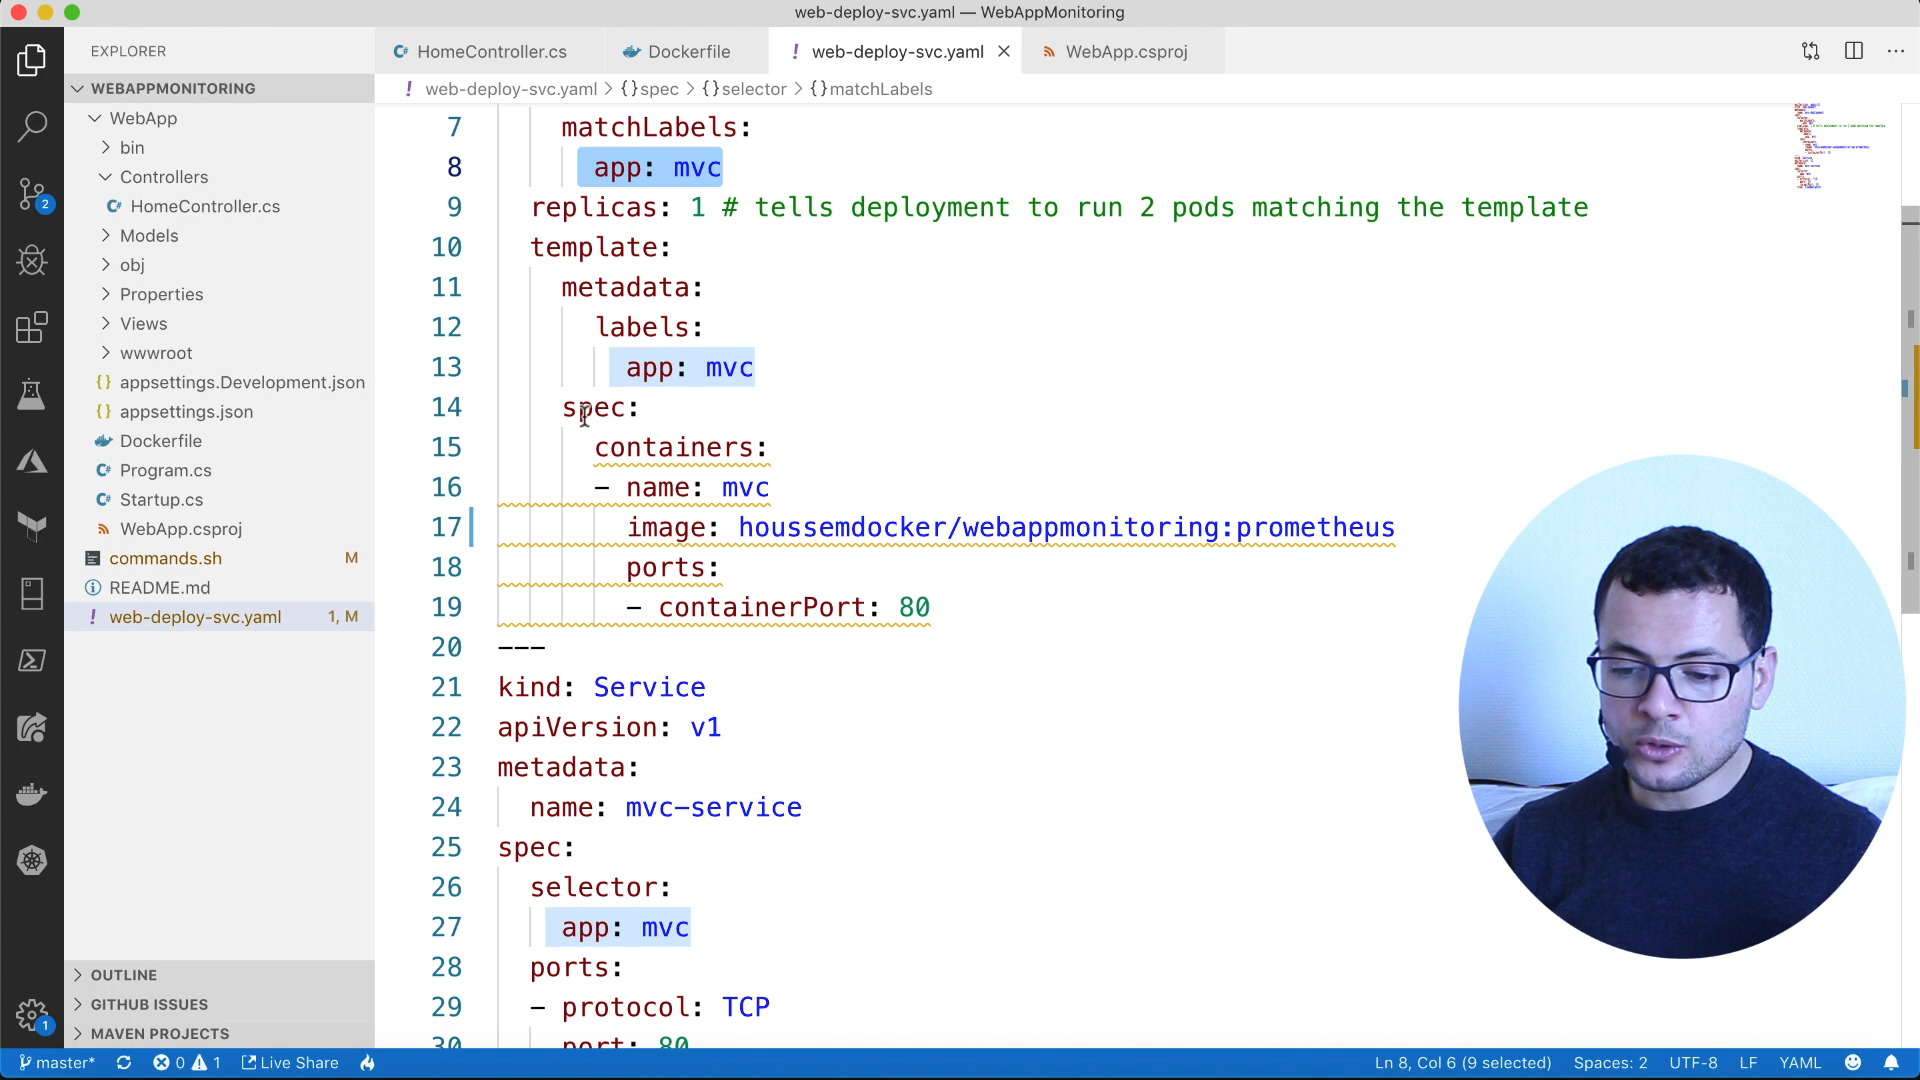 web-deploy-svc.yaml — WebAppMonitoring
EXPLORER
HomeController.cs
Dockerfile
! web-deploy-svc.yaml
WebApp.csproj
WEBAPPMONITORING
! web-deploy-svc.yaml > {} spec > {} selector > {} matchLabels
WebApp
bin
Controllers
HomeController.cs
Models
obj
Properties
Views
wwwroot
{} appsettings.Development.json
{} appsettings.json
Dockerfile
Program.cs
Startup.cs
WebApp.csproj
commands.sh M
README.md
! web-deploy-svc.yaml 1, M
2
7 matchLabels:
8 app: mvc
9 replicas: 1 # tells deployment to run 2 pods matching the template
10 template:
11 metadata:
12 labels:
13 app: mvc
14 spec:
15 containers:
16 - name: mvc
17 image: houssemdocker/webappmonitoring:prometheus
18 ports:
19 - containerPort: 80
20 ---
21 kind: Service
22 apiVersion: v1
23 metadata:
24 name: mvc-service
25 spec:
26 selector:
27 app: mvc
28 ports:
29 - protocol: TCP
30 port: 80
OUTLINE
GITHUB ISSUES
MAVEN PROJECTS
1
master* 0 1 Live Share
Ln 8, Col 6 (9 selected) Spaces: 2 UTF-8 LF YAML